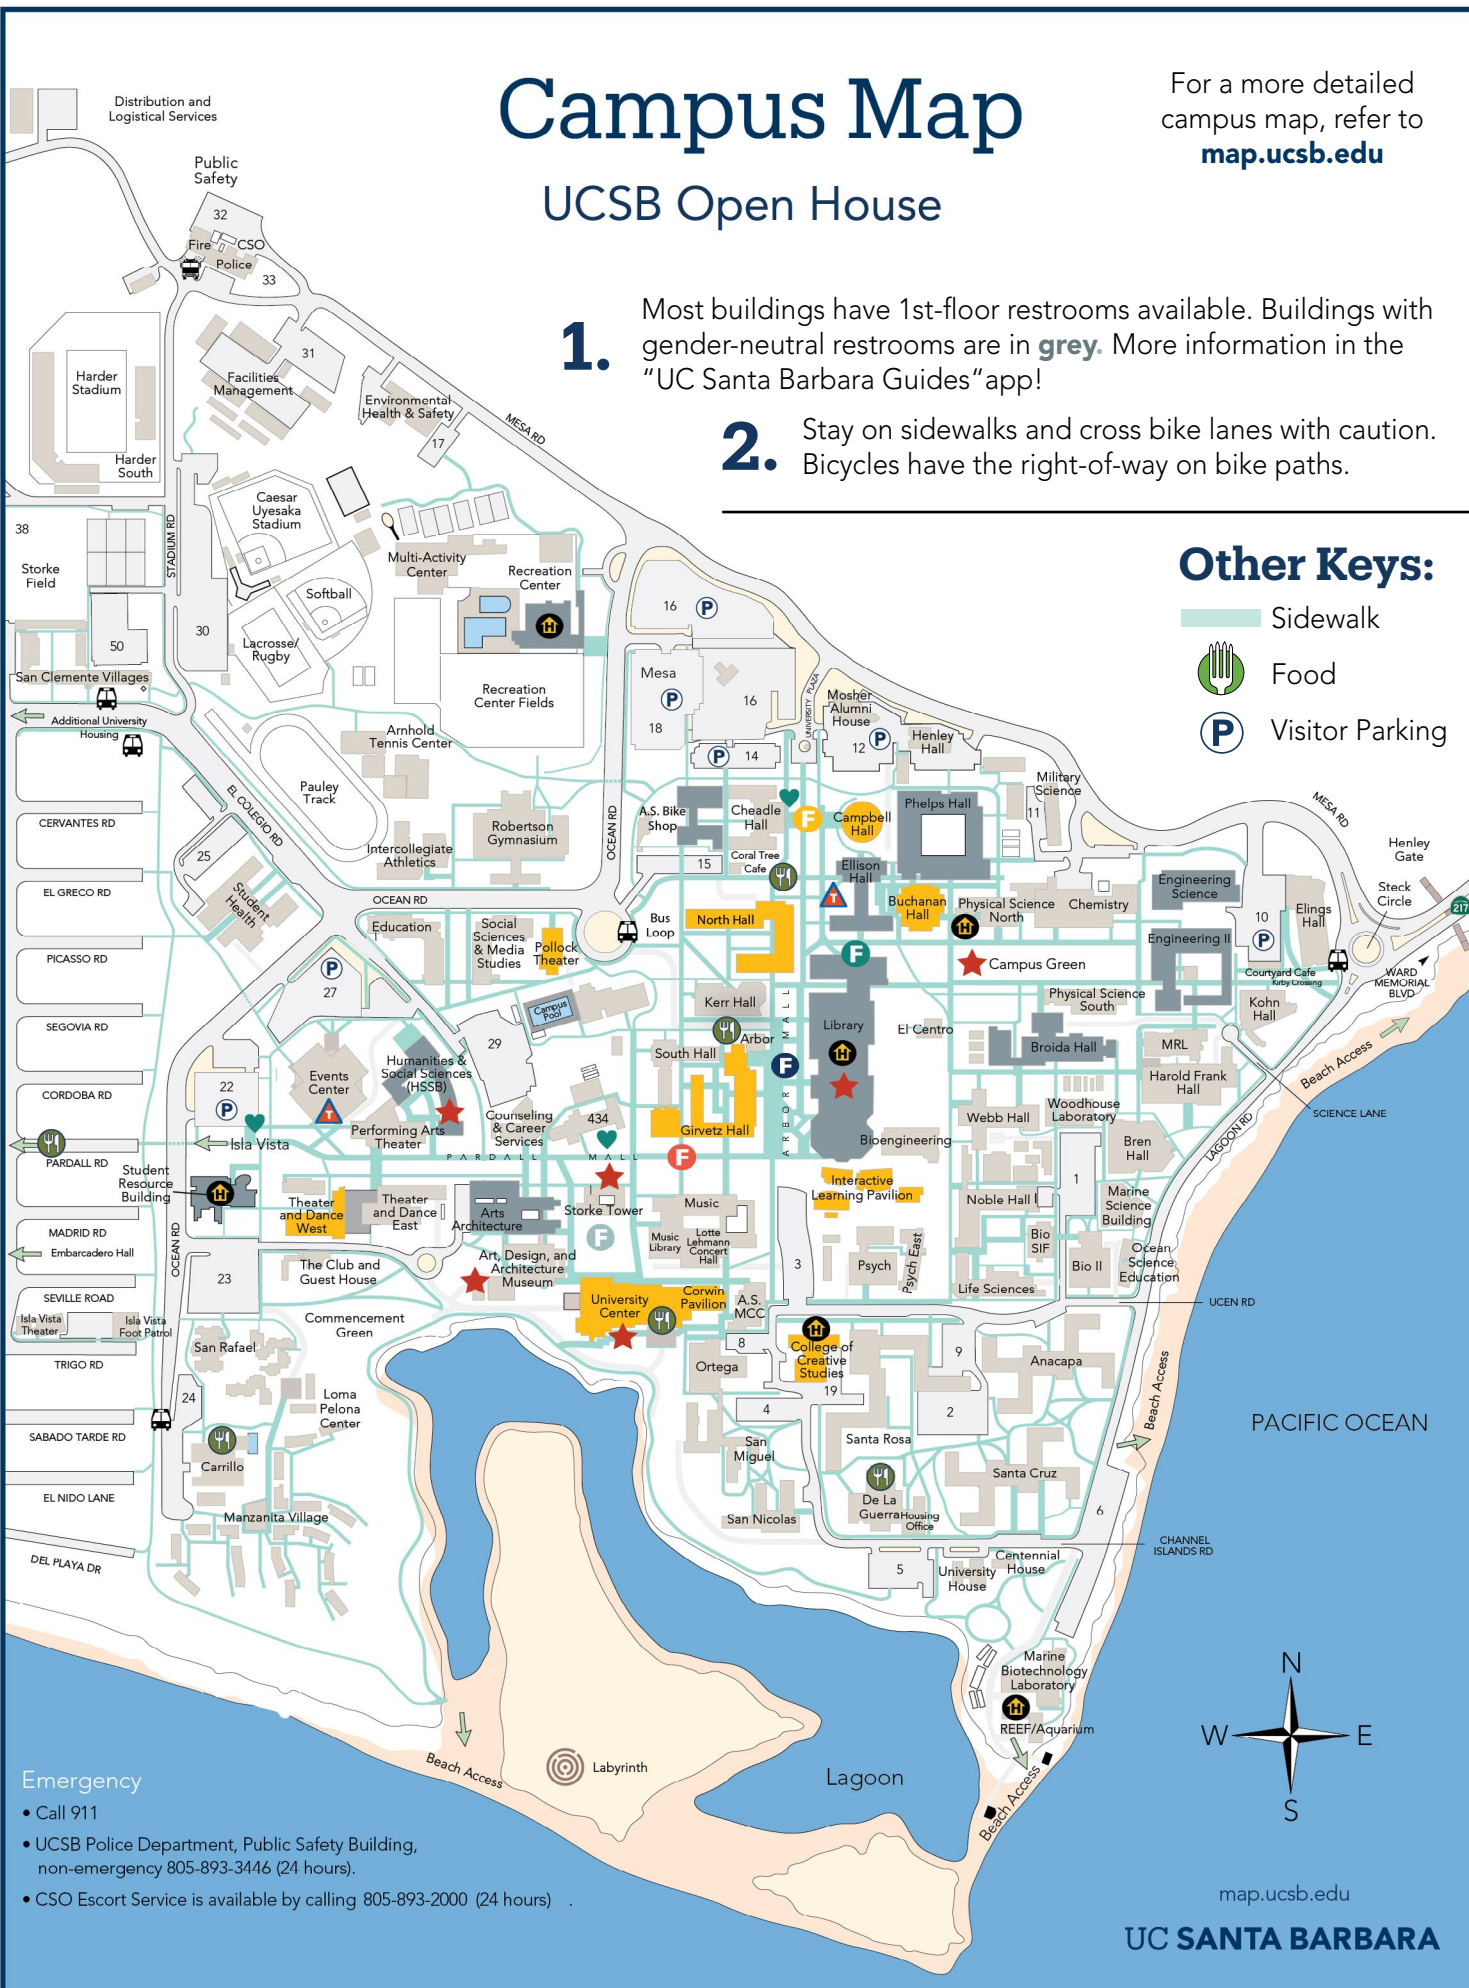 Campus Map
UCSB Open House
For a more detailed
campus map, refer to
map.ucsb.edu
1.
Most buildings have 1st-floor restrooms available. Buildings with
gender-neutral restrooms are in grey. More information in the
“UC Santa Barbara Guides“app!
2.
Stay on sidewalks and cross bike lanes with caution.
Bicycles have the right-of-way on bike paths.
Other Keys:
Sidewalk
Food
P
Visitor Parking
Distribution and
Logistical Services
Public
Safety
32
Fire
CSO
Police
33
31
Facilities
Management
Environmental
Health & Safety
17
MESA RD
Harder
Stadium
Harder
South
38
Storke
Field
STADIUM RD
Caesar
Uyesaka
Stadium
Softball
30
50
Lacrosse/
Rugby
San Clemente Villages
Additional University
Housing
Multi-Activity
Center
Recreation
Center
H
Recreation
Center Fields
Arnhold
Tennis Center
Pauley
Track
EL COLEGIO RD
25
Student
Health
Intercollegiate
Athletics
Robertson
Gymnasium
OCEAN RD
OCEAN RD
16
P
Mesa
P
18
16
P
14
UNIVERSITY PLAZA
Mosher
Alumni
House
12
P
Henley
Hall
Military
Science
11
MESA RD
Henley
Gate
Steck
Circle
217
A.S. Bike
Shop
Cheadle
Hall
F
Campbell
Hall
Phelps Hall
15
Coral Tree
Cafe
Ellison
Hall
T
Buchanan
Hall
Physical Science
North
H
Chemistry
Engineering
Science
10
P
Elings
Hall
Engineering II
Campus Green
Courtyard Cafe
Kirby Crossing
WARD
MEMORIAL
BLVD
Kohn
Hall
Bus
Loop
North Hall
F
CERVANTES RD
EL GRECO RD
PICASSO RD
SEGOVIA RD
CORDOBA RD
PARDALL RD
MADRID RD
Embarcadero Hall
SEVILLE ROAD
TRIGO RD
SABADO TARDE RD
EL NIDO LANE
DEL PLAYA DR
Education
Social
Sciences
& Media
Studies
Pollock
Theater
P
27
Campus
Pool
29
Kerr Hall
Arbor
South Hall
F
ARBOR MALL
Library
H
El Centro
Physical Science
South
Broida Hall
MRL
Harold Frank
Hall
Beach Access
SCIENCE LANE
LAGOON RD
22
P
Events
Center
T
Humanities &
Social Sciences
(HSSB)
Performing Arts
Theater
Counseling
& Career
Services
434
Girvetz Hall
F
PARDALL MALL
Isla Vista
Bioengineering
Webb Hall
Woodhouse
Laboratory
Bren
Hall
1
Student
Resource
Building
H
Theater
and Dance
West
Theater
and Dance
East
Arts
Architecture
Storke Tower
F
Music
Music
Library
Lotte
Lehmann
Concert
Hall
Interactive
Learning Pavilion
3
Psych
Psych East
Noble Hall
Bio
SIF
Marine
Science
Building
Bio II
Ocean
Science
Education
Life Sciences
UCEN RD
OCEAN RD
23
The Club and
Guest House
Art, Design, and
Architecture
Museum
University
Center
Corwin
Pavilion
A.S.
MCC
8
H
College of
Creative
Studies
19
9
Anacapa
Isla Vista
Theater
Isla Vista
Foot Patrol
San Rafael
Commencement
Green
24
Loma
Pelona
Center
Carrillo
Manzanita Village
Ortega
4
San
Miguel
San Nicolas
Santa Rosa
2
De La
Guerra
Housing
Office
Santa Cruz
6
Beach Access
PACIFIC OCEAN
CHANNEL
ISLANDS RD
5
University
House
Centennial
House
Marine
Biotechnology
Laboratory
H
REEF/Aquarium
Beach Access
Beach Access
Labyrinth
Lagoon
N
W
E
S
Emergency
• Call 911
• UCSB Police Department, Public Safety Building,
non-emergency 805-893-3446 (24 hours).
• CSO Escort Service is available by calling 805-893-2000 (24 hours) .
map.ucsb.edu
UC SANTA BARBARA